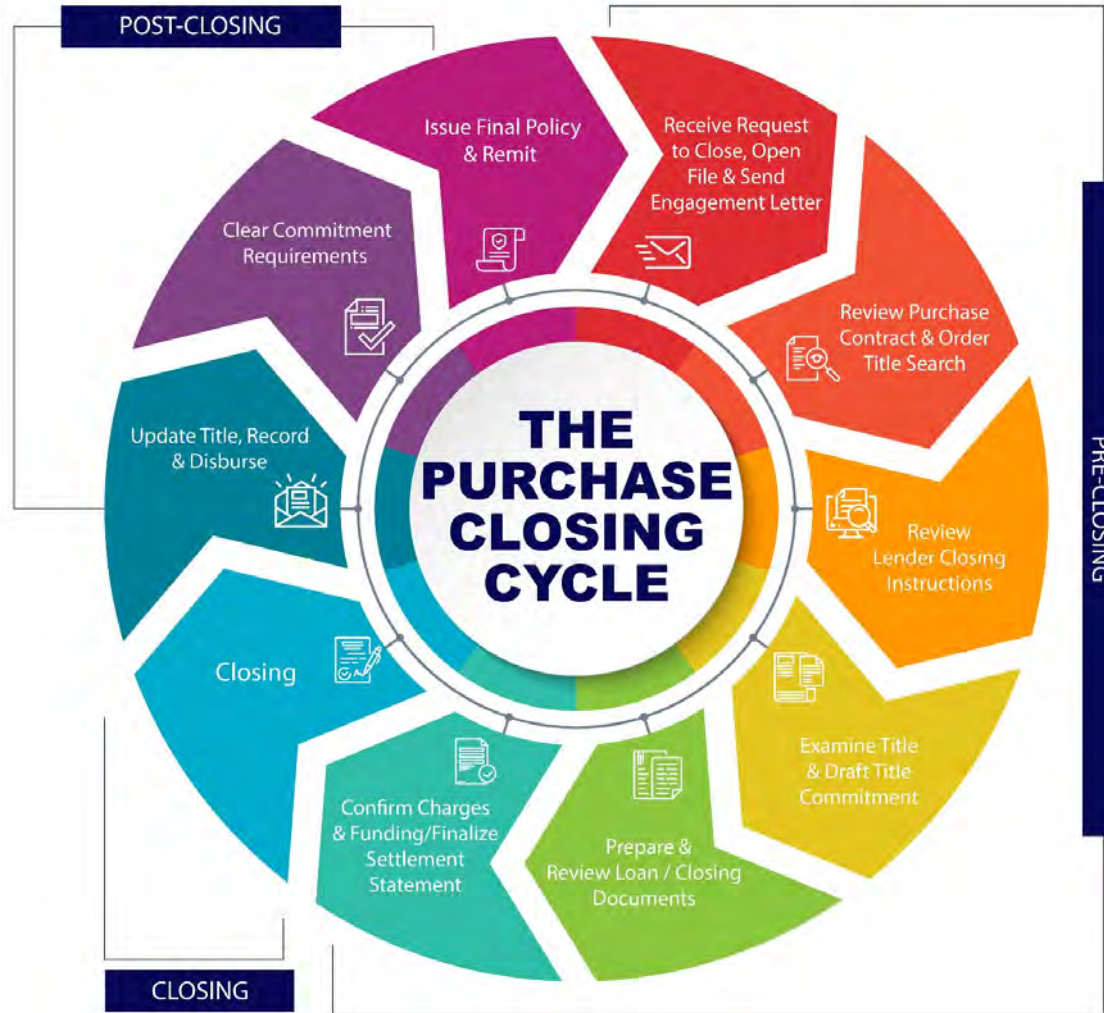 POST-CLOSING
Issue Final Policy
& Remit
Receive Request
to Close, Open
File & Send
Engagement Letter
Clear Commitment
Requirements
Review Purchase
Contract & Order
Title Search
Update Title, Record
& Disburse
THE
PURCHASE
CLOSING
CYCLE
Review
Lender Closing
Instructions
PRE-CLOSING
Closing
Examine Title
& Draft Title
Commitment
Confirm Charges
& Funding/Finalize
Settlement
Statement
Prepare &
Review Loan / Closing
Documents
CLOSING